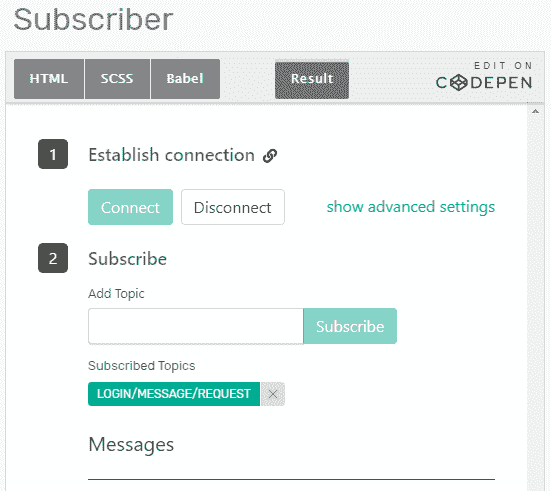 Subscriber
EDIT ON
HTML SCSS Babel Result CODEPEN
1 Establish connection
Connect Disconnect show advanced settings
2 Subscribe
Add Topic
Subscribe
Subscribed Topics
LOGIN/MESSAGE/REQUEST
Messages